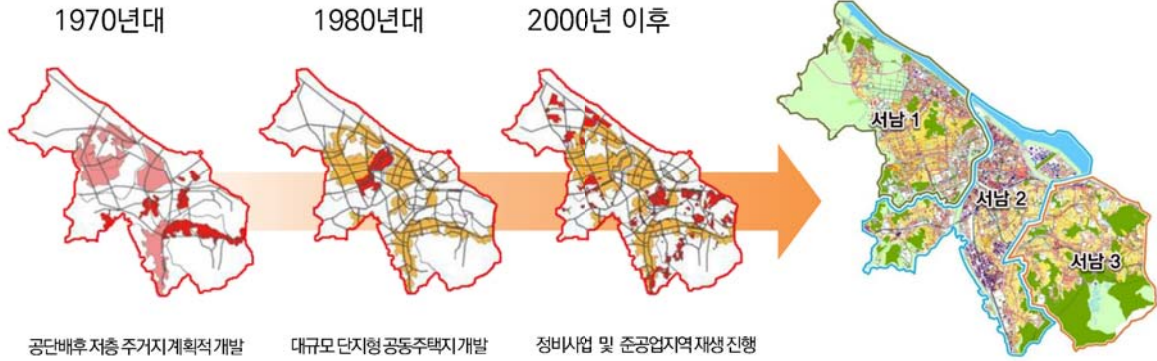 1970년대
1980년대
2000년 이후
서남 1
서남 2
서남 3
공단배후 저층 주거지 계획적 개발
대규모 단지형 공동주택지 개발
정비사업 및 준공업지역 재생 진행